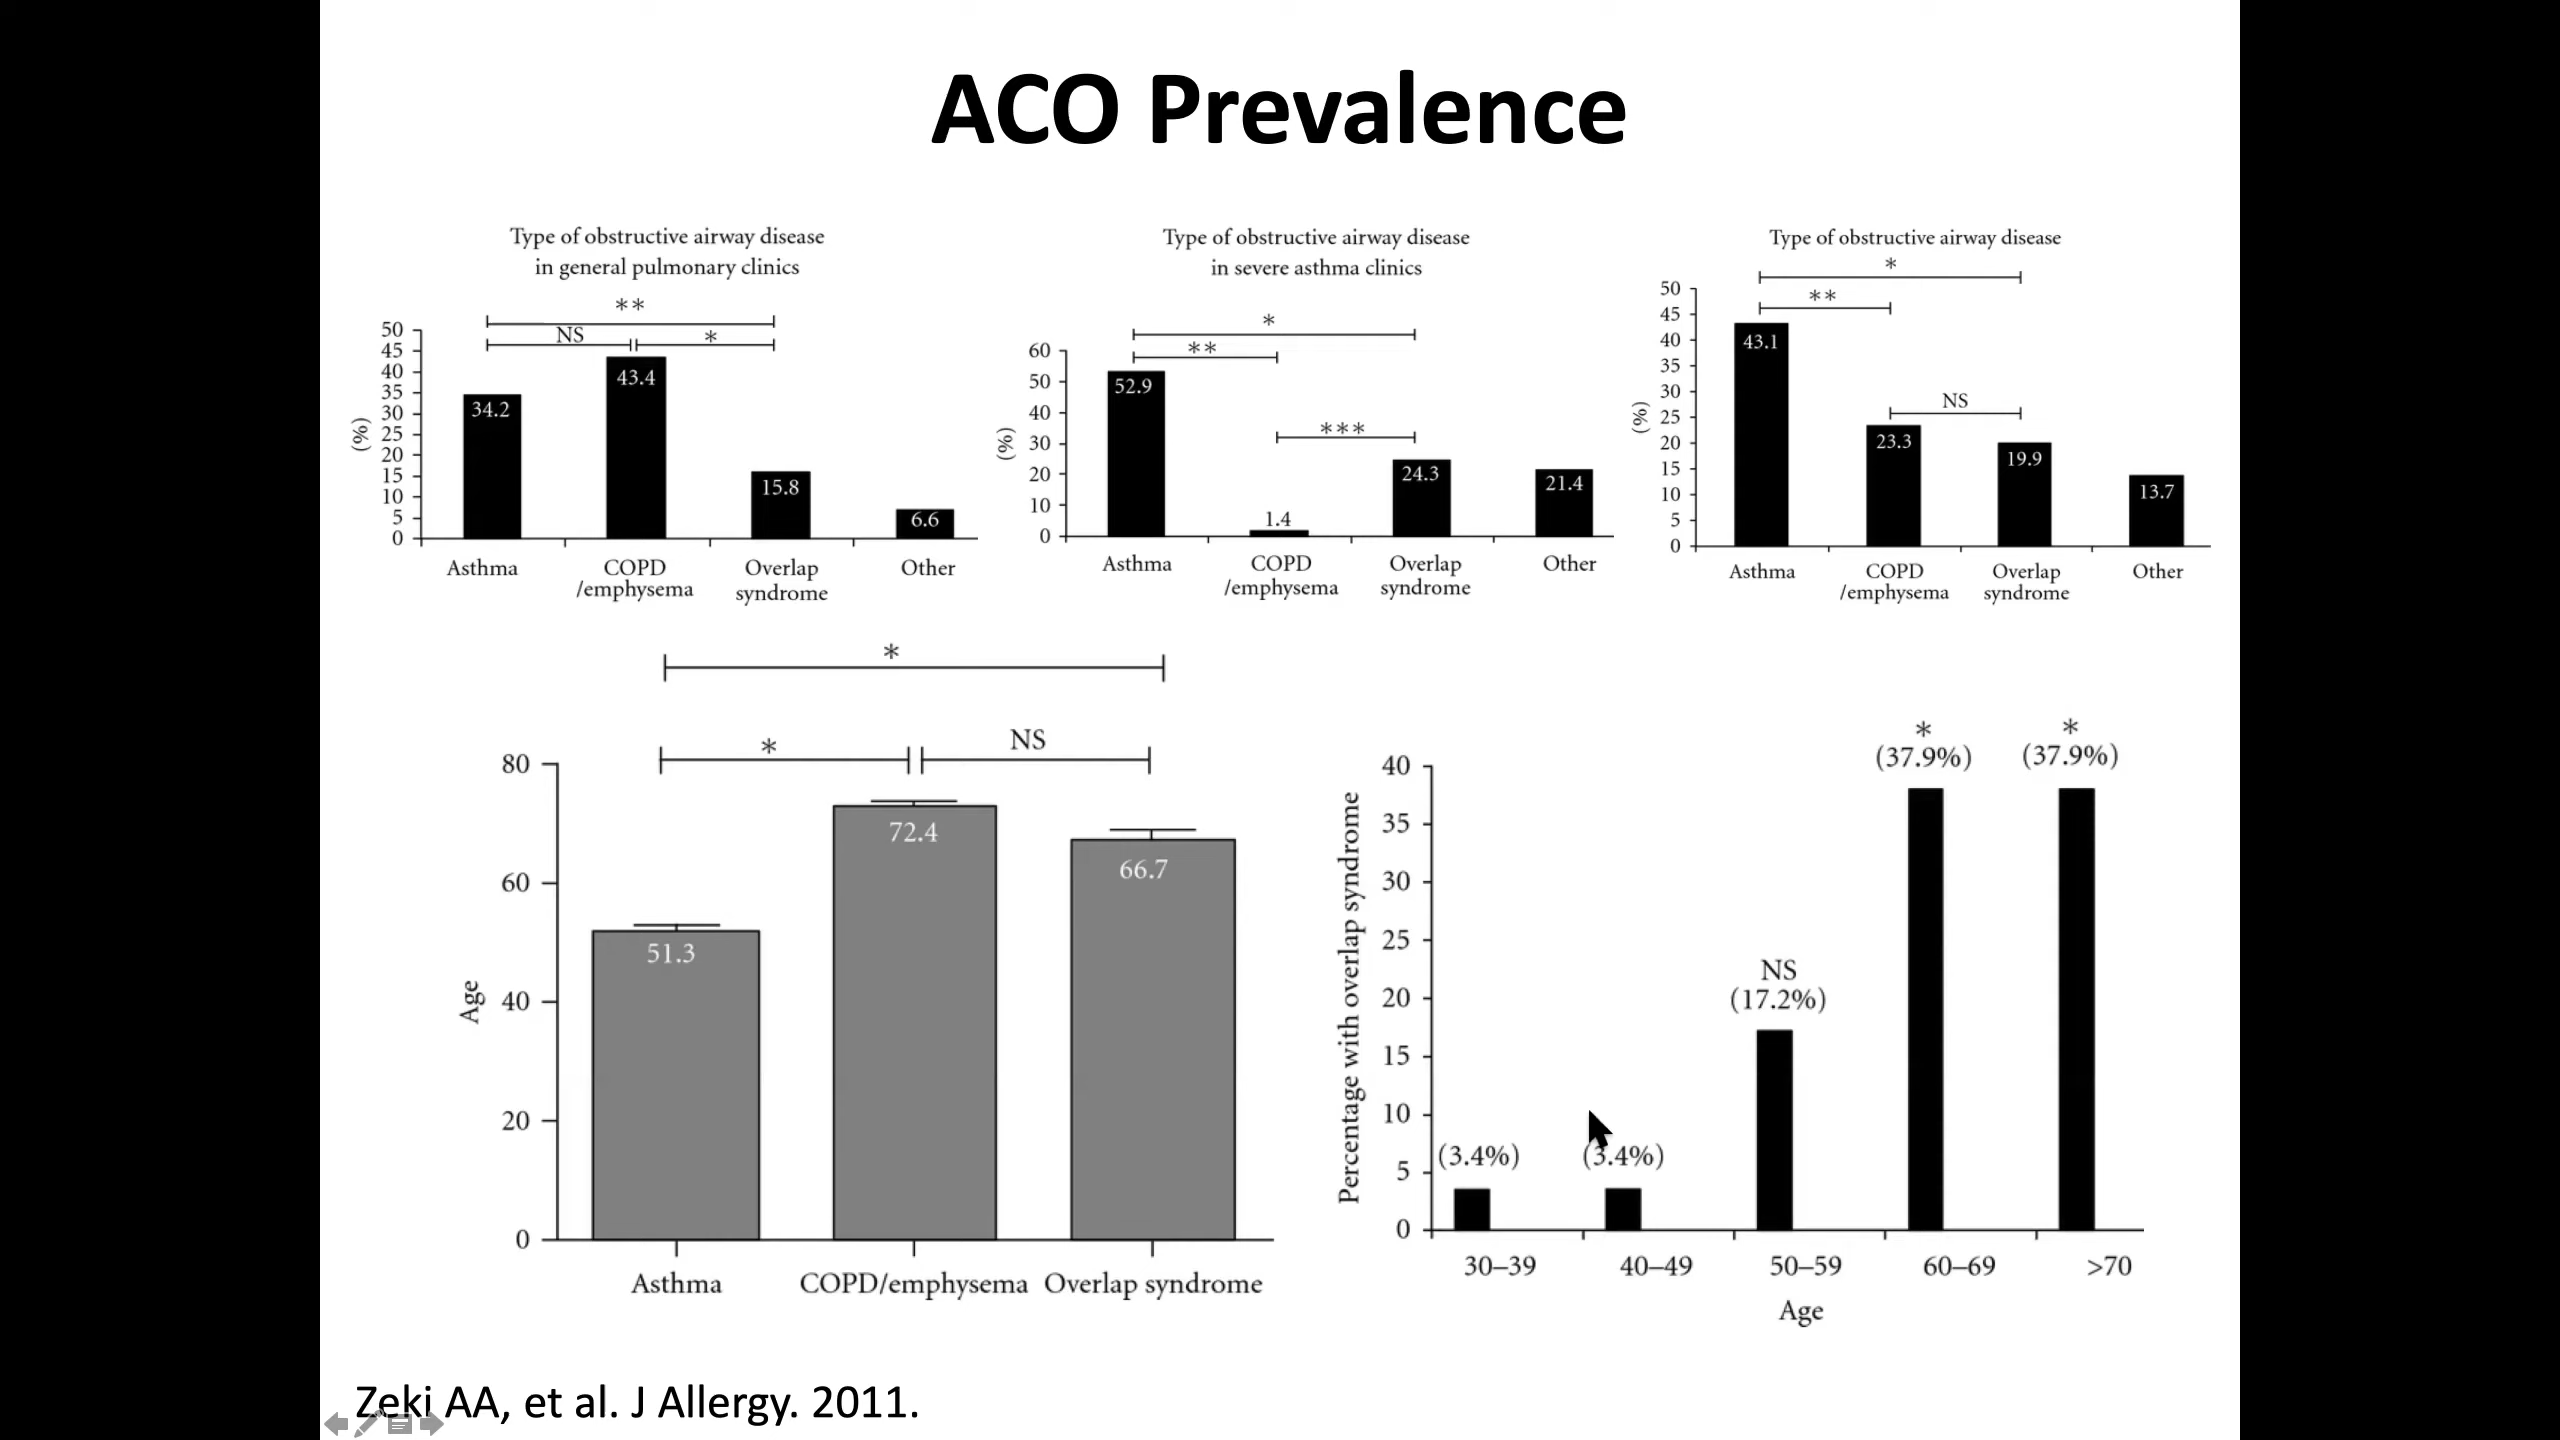 ACO Prevalence
Type of obstructive airway disease
in general pulmonary clinics
**
NS
*
50
45
40
35
30
25
20
15
10
5
0
(%)
34.2
43.4
15.8
6.6
Asthma
COPD
/emphysema
Overlap
syndrome
Other
Type of obstructive airway disease
in severe asthma clinics
*
**
***
60
50
40
30
20
10
0
(%)
52.9
1.4
24.3
21.4
Asthma
COPD
/emphysema
Overlap
syndrome
Other
Type of obstructive airway disease
*
**
NS
50
45
40
35
30
25
20
15
10
5
0
(%)
43.1
23.3
19.9
13.7
Asthma
COPD
/emphysema
Overlap
syndrome
Other
*
*
NS
80
60
40
20
0
Age
51.3
72.4
66.7
Asthma
COPD/emphysema
Overlap syndrome
40
35
30
25
20
15
10
5
0
Percentage with overlap syndrome
(3.4%)
(3.4%)
NS
(17.2%)
*
(37.9%)
*
(37.9%)
30–39
40–49
50–59
60–69
>70
Age
Zeki AA, et al. J Allergy. 2011.